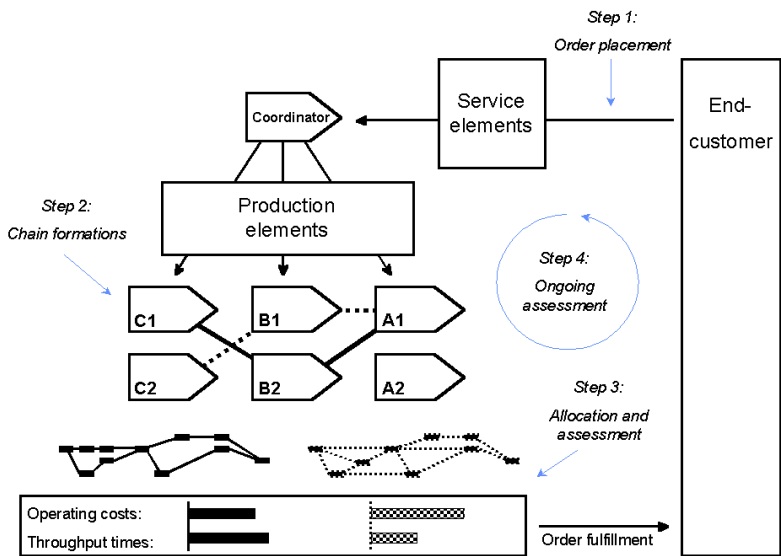 Step 1:
Order placement
Service
elements
End-
customer
Coordinator
Step 2:
Chain formations
Production
elements
Step 4:
Ongoing
assessment
C1
B1
A1
C2
B2
A2
Step 3:
Allocation and
assessment
Operating costs:
Throughput times:
Order fulfillment